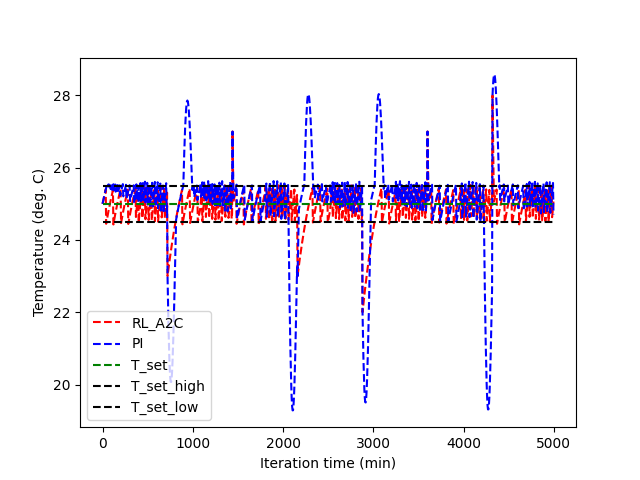 28
26
24
22
20
Temperature (deg. C)
RL_A2C
PI
T_set
T_set_high
T_set_low
0 1000 2000 3000 4000 5000
Iteration time (min)